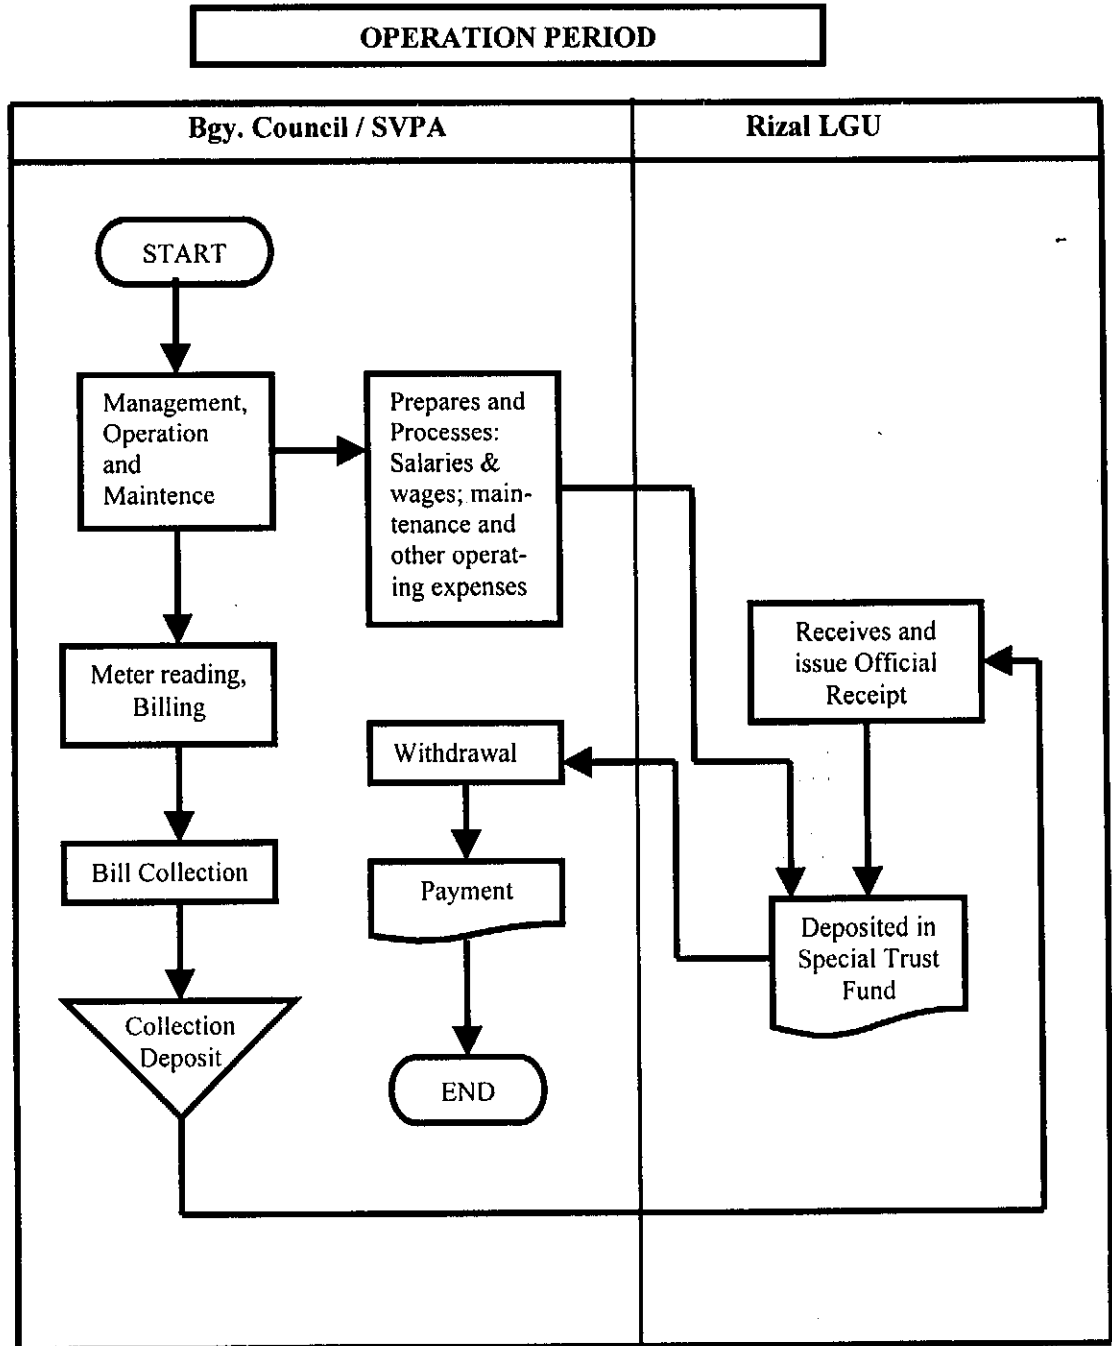 OPERATION PERIOD
Bgy. Council / SVPA
Rizal LGU
START
Management,
Operation
and
Maintence
Prepares and
Processes:
Salaries &
wages; main-
tenance and
other operat-
ing expenses
Meter reading,
Billing
Receives and
issue Official
Receipt
Withdrawal
Bill Collection
Payment
Deposited in
Special Trust
Fund
Collection
Deposit
END